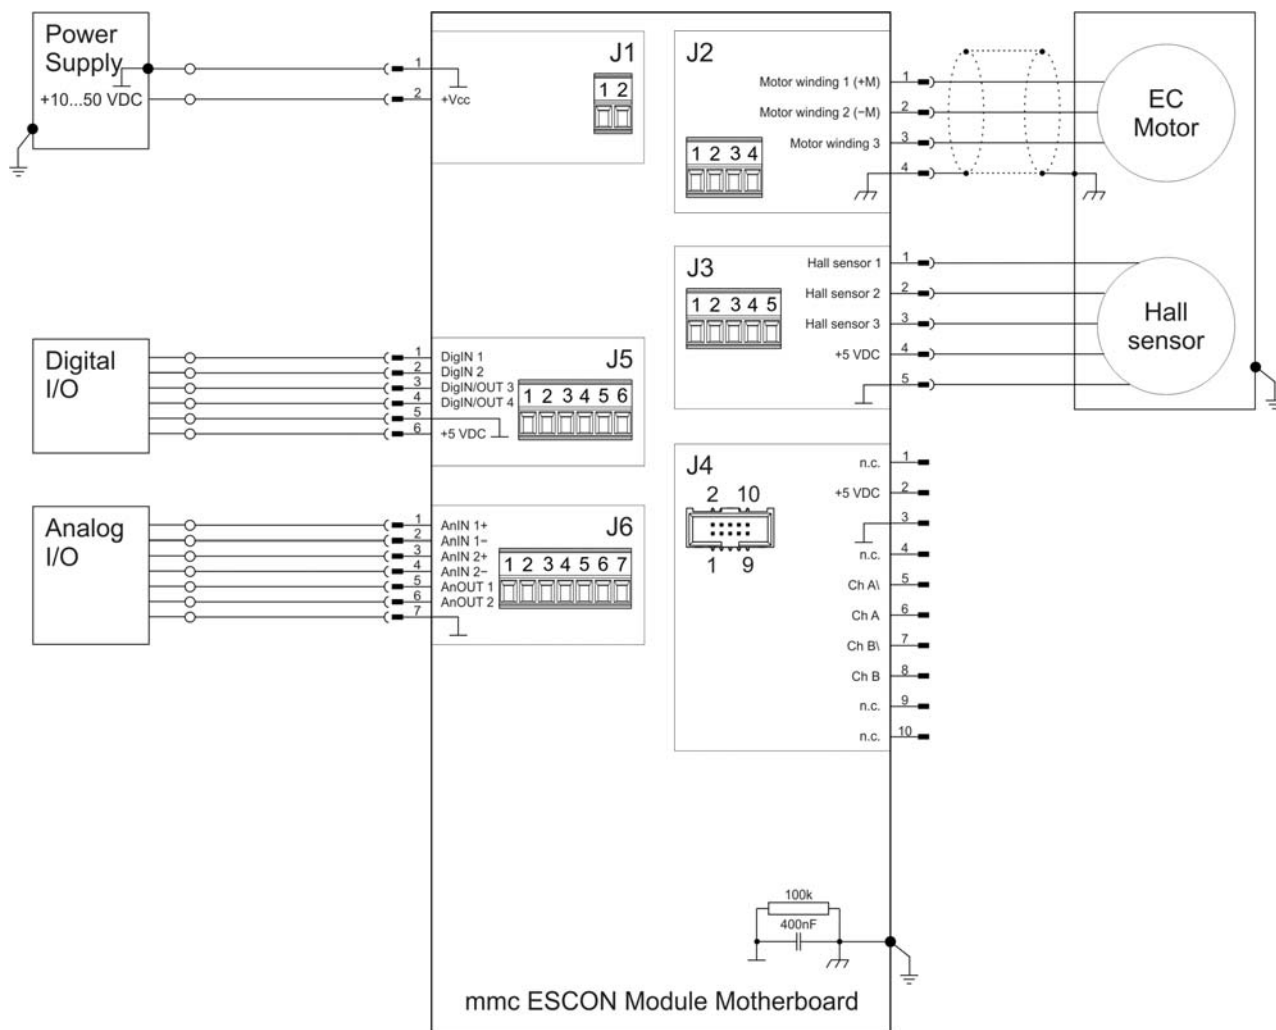 Power
Supply
+10...50 VDC
1
2
+Vcc
J1
1 2
J2
Motor winding 1 (+M)
1
Motor winding 2 (−M)
2
Motor winding 3
3
4
1 2 3 4
EC
Motor
J3
Hall sensor 1
1
Hall sensor 2
2
Hall sensor 3
3
+5 VDC
4
5
1 2 3 4 5
Hall
sensor
Digital
I/O
1
DigIN 1
2
DigIN 2
3
DigIN/OUT 3
4
DigIN/OUT 4
5
6
+5 VDC
J5
1 2 3 4 5 6
Analog
I/O
1
AnIN 1+
2
AnIN 1−
3
AnIN 2+
4
AnIN 2−
5
AnOUT 1
6
AnOUT 2
7
J6
1 2 3 4 5 6 7
J4
2 10
1 9
n.c.
1
+5 VDC
2
3
n.c.
4
Ch A\
5
Ch A
6
Ch B\
7
Ch B
8
n.c.
9
n.c.
10
100k
400nF
mmc ESCON Module Motherboard